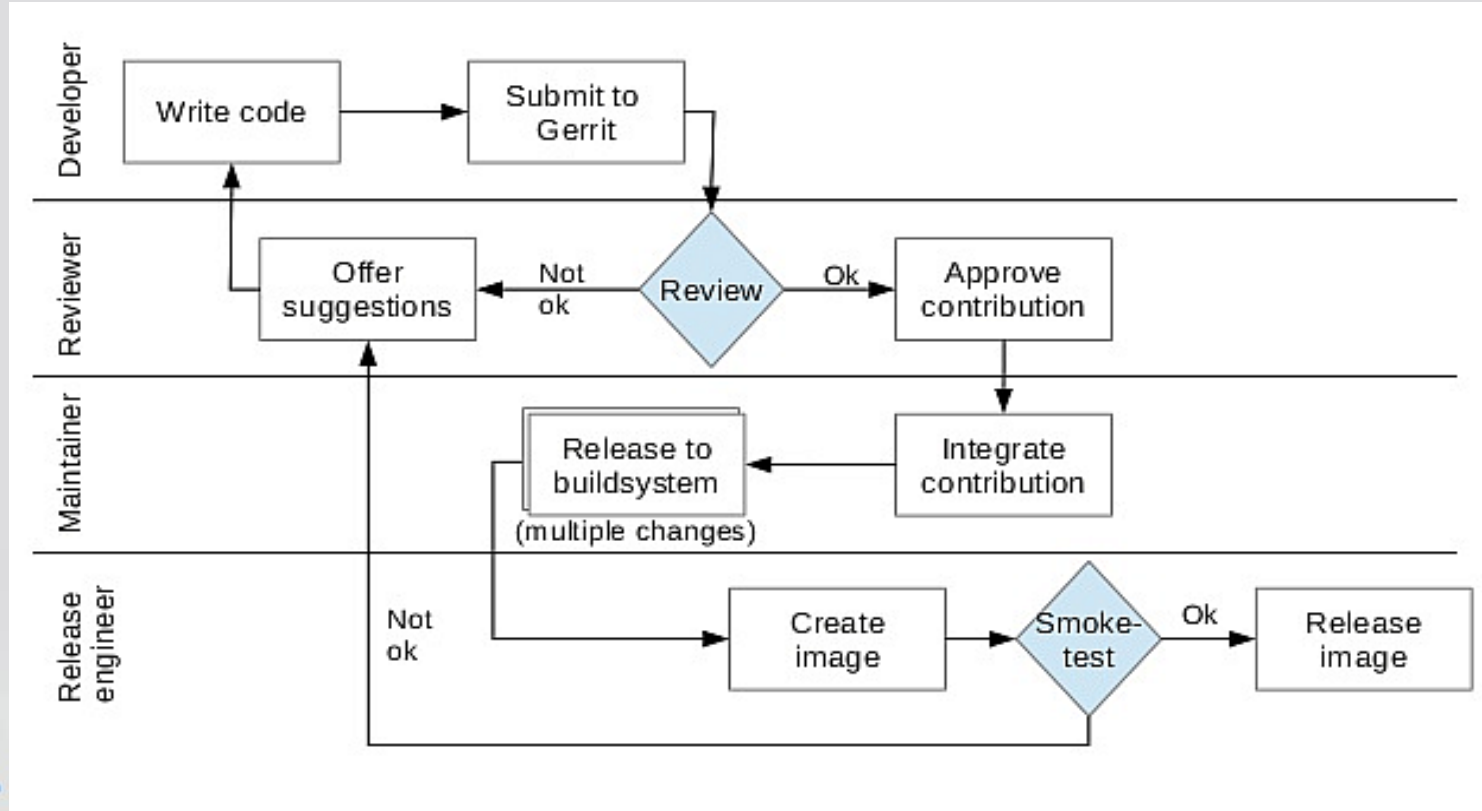 Developer
Write code
Submit to
Gerrit
Reviewer
Offer
suggestions
Not
ok
Review
Ok
Approve
contribution
Maintainer
Release to
buildsystem
(multiple changes)
Integrate
contribution
Release
engineer
Not
ok
Create
image
Smoke-
test
Ok
Release
image